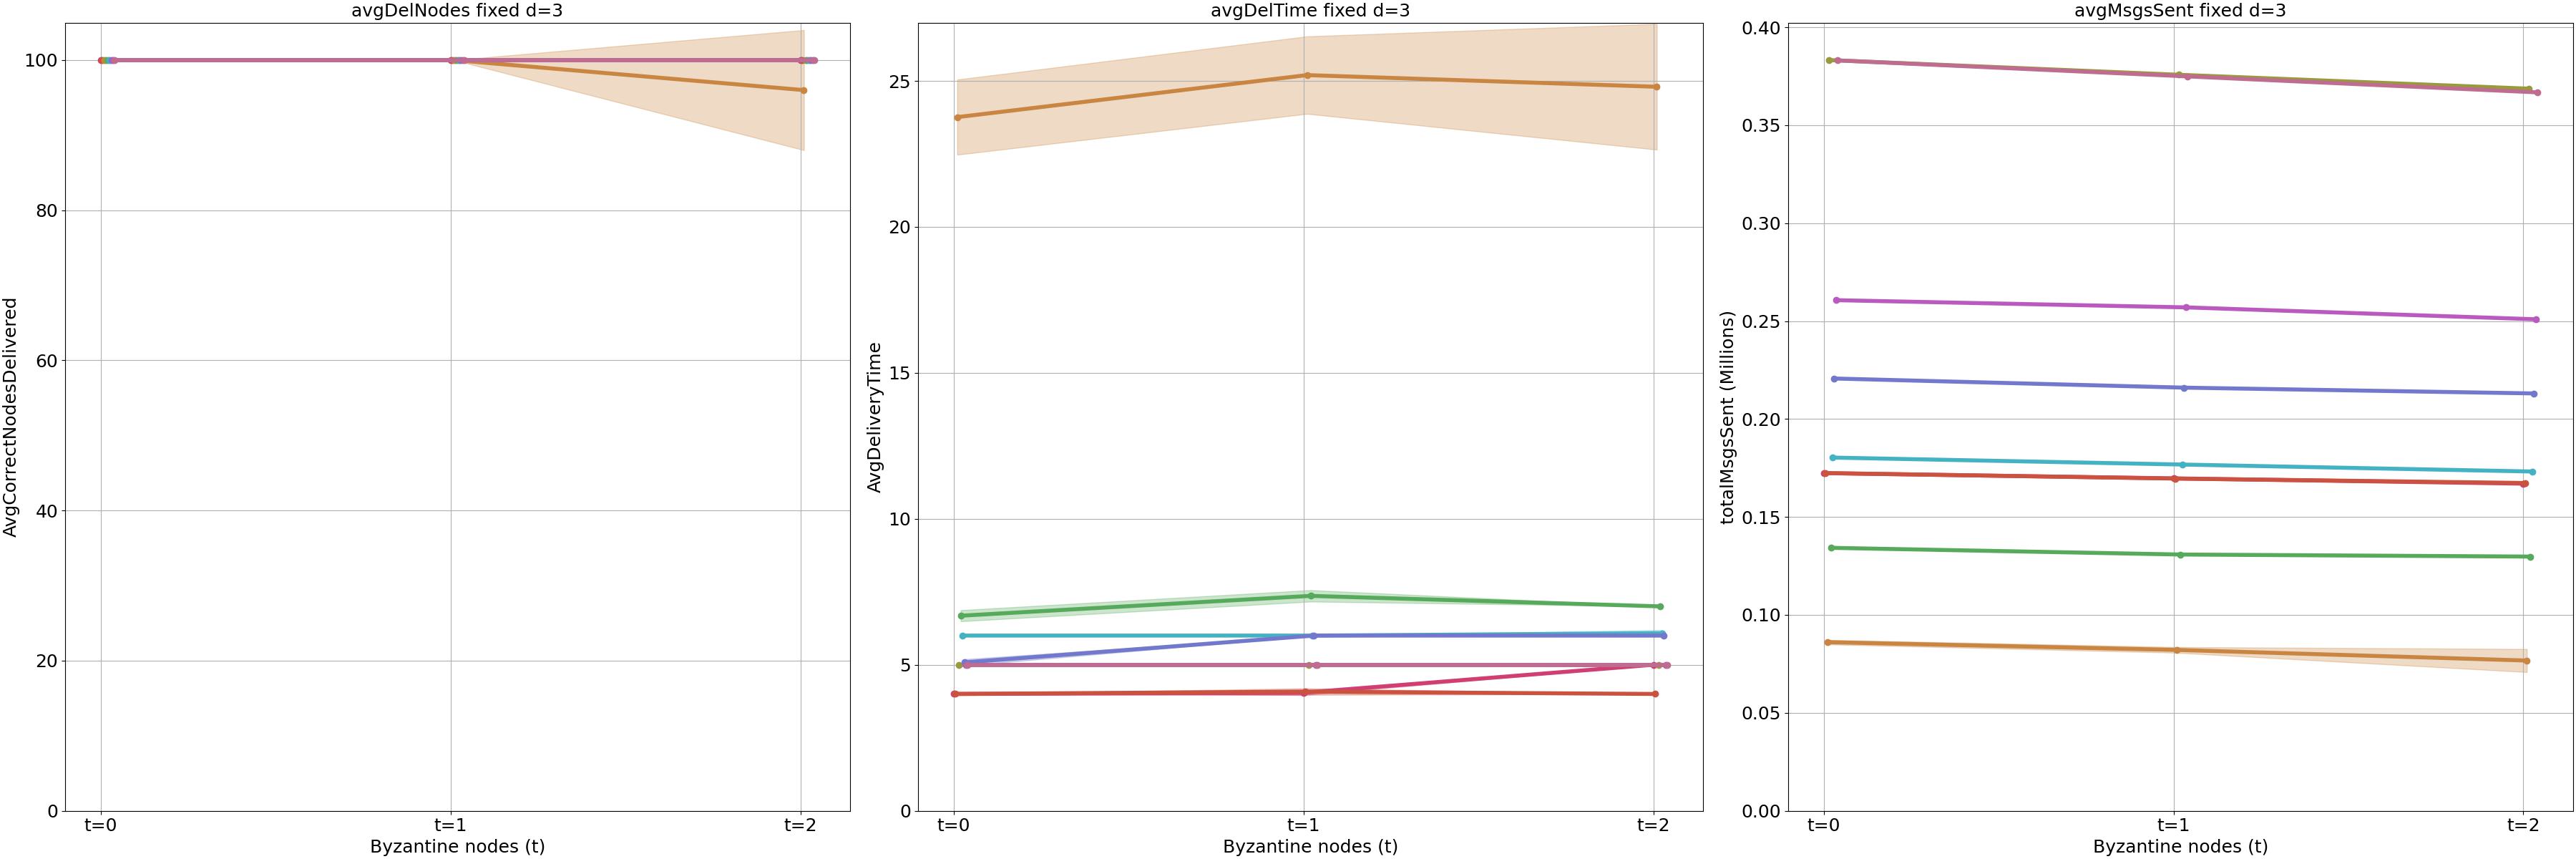 avgDelNodes fixed d=3
AvgCorrectNodesDelivered
100
80
60
40
20
0
t=0 t=1 t=2
Byzantine nodes (t)
avgDelTime fixed d=3
AvgDeliveryTime
25
20
15
10
5
0
t=0 t=1 t=2
Byzantine nodes (t)
avgMsgsSent fixed d=3
totalMsgsSent (Millions)
0.40
0.35
0.30
0.25
0.20
0.15
0.10
0.05
0.00
t=0 t=1 t=2
Byzantine nodes (t)